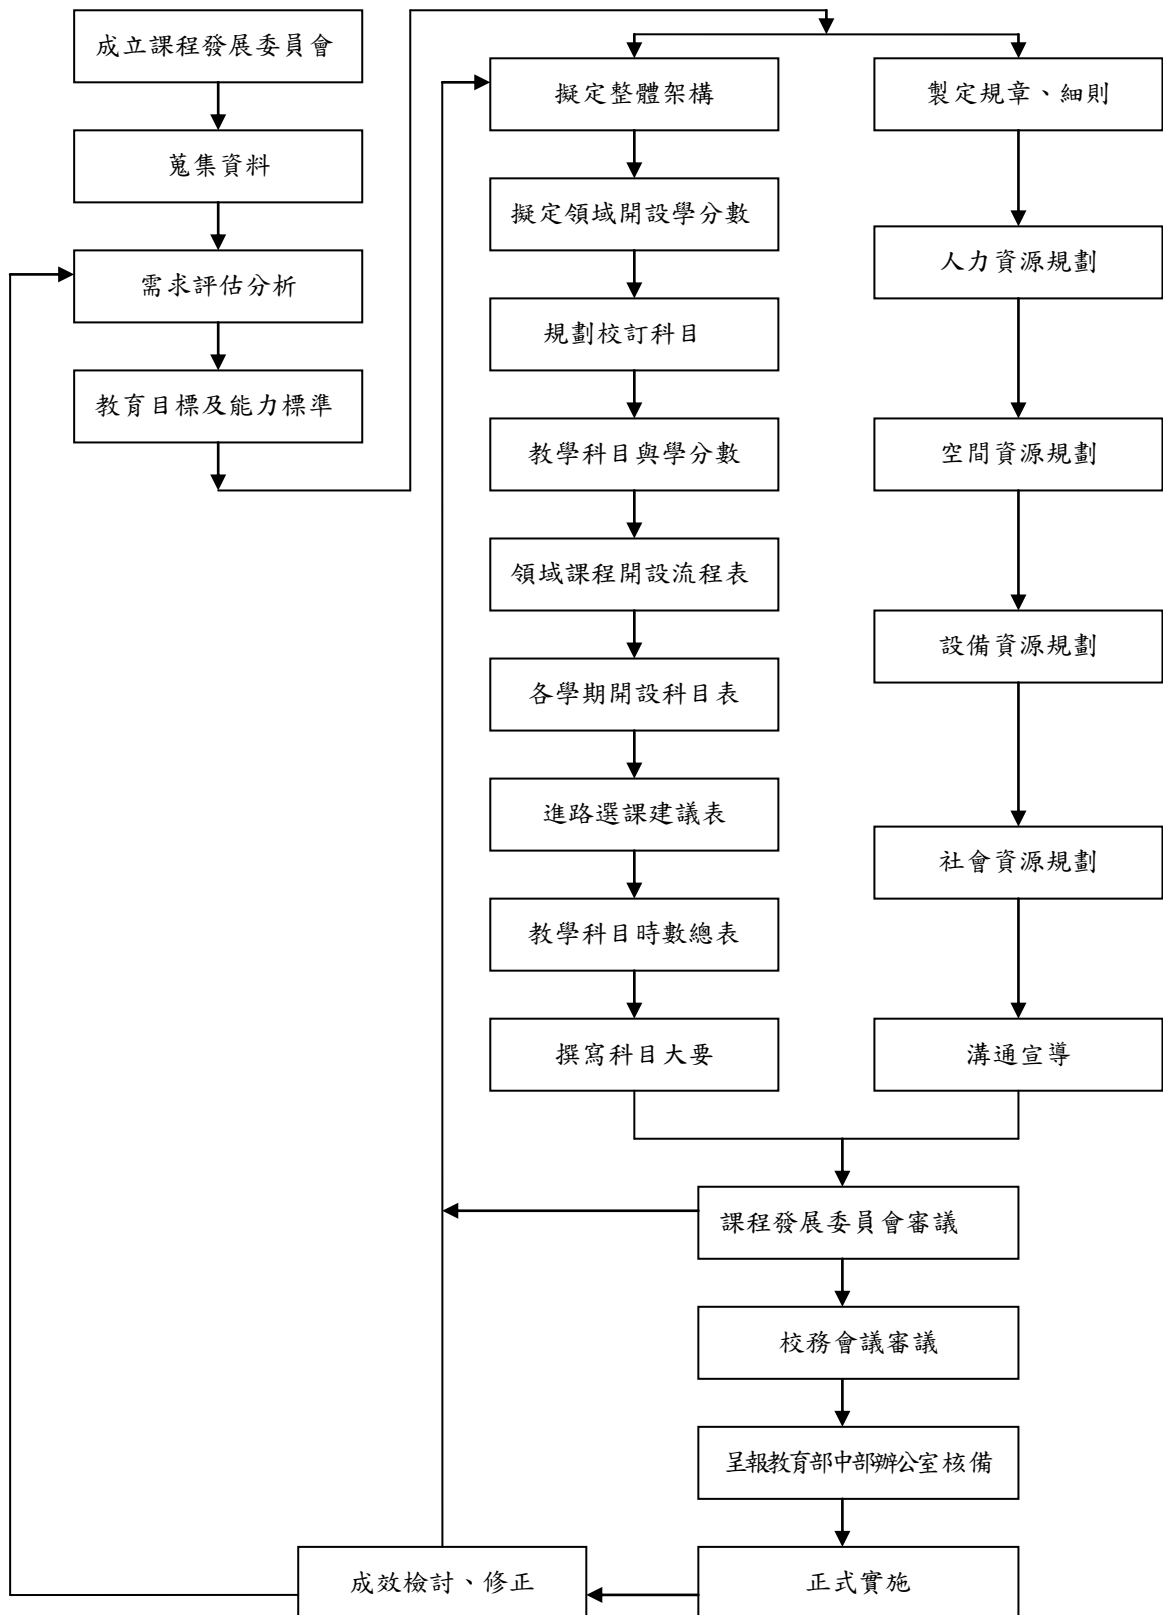 成立課程發展委員會
蒐集資料
需求評估分析
教育目標及能力標準
擬定整體架構
擬定領域開設學分數
規劃校訂科目
教學科目與學分數
領域課程開設流程表
各學期開設科目表
進路選課建議表
教學科目時數總表
撰寫科目大要
製定規章、細則
人力資源規劃
空間資源規劃
設備資源規劃
社會資源規劃
溝通宣導
課程發展委員會審議
校務會議審議
呈報教育部中部辦公室核備
正式實施
成效檢討、修正